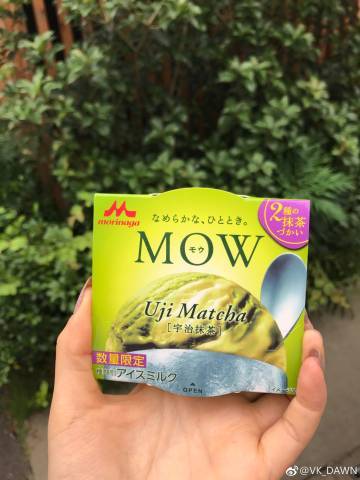 morinaga
なめらかな、ひととき。
2種の
抹茶
づかい
MOW
モウ
Uji Matcha
[宇治抹茶]
数量限定
アイスミルク
OPEN
@VK_DAWN